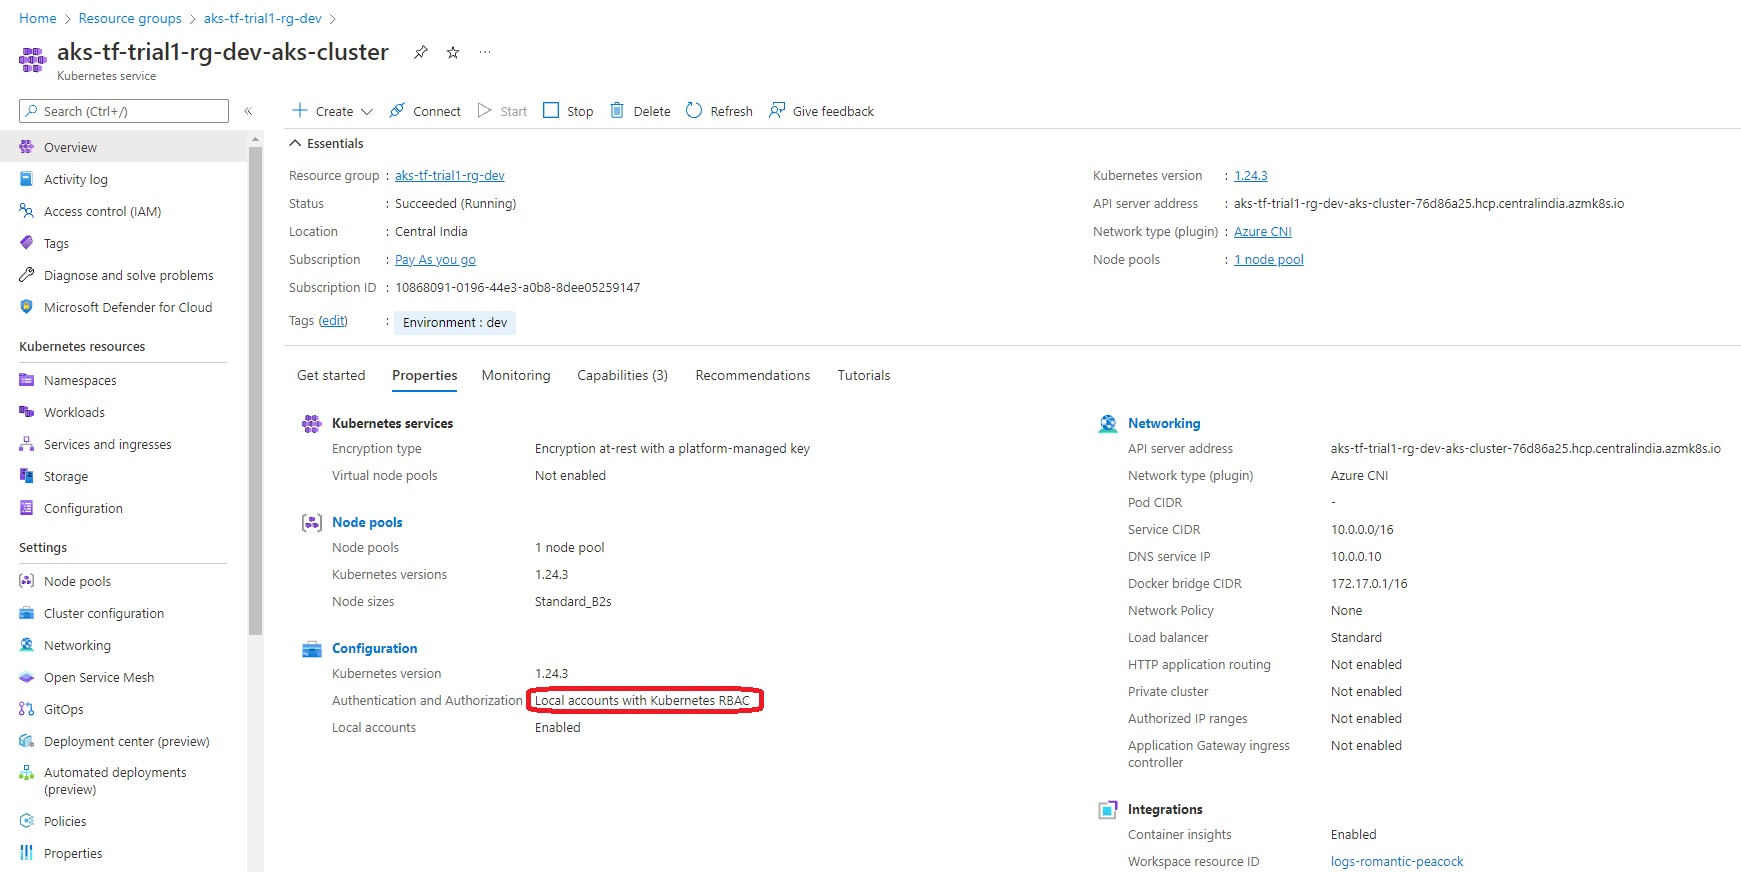 Home > Resource groups > aks-tf-trial1-rg-dev >
aks-tf-trial1-rg-dev-aks-cluster
Kubernetes service
Search (Ctrl+/)
Create Connect Start Stop Delete Refresh Give feedback
Overview
Activity log
Access control (IAM)
Tags
Diagnose and solve problems
Microsoft Defender for Cloud
Kubernetes resources
Namespaces
Workloads
Services and ingresses
Storage
Configuration
Settings
Node pools
Cluster configuration
Networking
Open Service Mesh
GitOps
Deployment center (preview)
Automated deployments
(preview)
Policies
Properties
Essentials
Resource group : aks-tf-trial1-rg-dev
Status : Succeeded (Running)
Location : Central India
Subscription : Pay As you go
Subscription ID : 10868091-0196-44e3-a0b8-8dee05259147
Tags (edit) : Environment : dev
Kubernetes version : 1.24.3
API server address : aks-tf-trial1-rg-dev-aks-cluster-76d86a25.hcp.centralindia.azmk8s.io
Network type (plugin) : Azure CNI
Node pools : 1 node pool
Get started Properties Monitoring Capabilities (3) Recommendations Tutorials
Kubernetes services
Encryption type Encryption at-rest with a platform-managed key
Virtual node pools Not enabled
Node pools
Node pools 1 node pool
Kubernetes versions 1.24.3
Node sizes Standard_B2s
Configuration
Kubernetes version 1.24.3
Authentication and Authorization Local accounts with Kubernetes RBAC
Local accounts Enabled
Networking
API server address aks-tf-trial1-rg-dev-aks-cluster-76d86a25.hcp.centralindia.azmk8s.io
Network type (plugin) Azure CNI
Pod CIDR -
Service CIDR 10.0.0.0/16
DNS service IP 10.0.0.10
Docker bridge CIDR 172.17.0.1/16
Network Policy None
Load balancer Standard
HTTP application routing Not enabled
Private cluster Not enabled
Authorized IP ranges Not enabled
Application Gateway ingress Not enabled
controller
Integrations
Container insights Enabled
Workspace resource ID logs-romantic-peacock